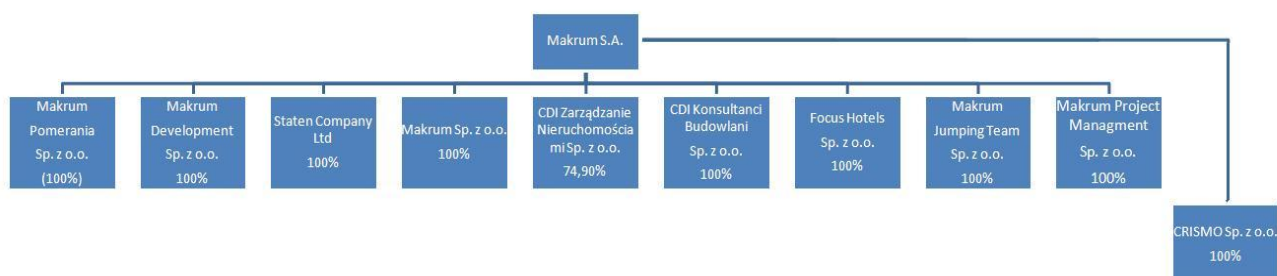 Makrum S.A.
Makrum
Pomerania
Sp. z o.o.
(100%)
Makrum
Development
Sp. z o.o.
100%
Staten Company
Ltd
100%
Makrum Sp. z o.o.
100%
CDI Zarządzanie
Nieruchomościa
mi Sp. z o.o.
74,90%
CDI Konsultanci
Budowlani
Sp. z o.o.
100%
Focus Hotels
Sp. z o.o.
100%
Makrum
Jumping Team
Sp. z o.o.
100%
Makrum Project
Managment
Sp. z o.o.
100%
CRISMO Sp. z o.o.
100%